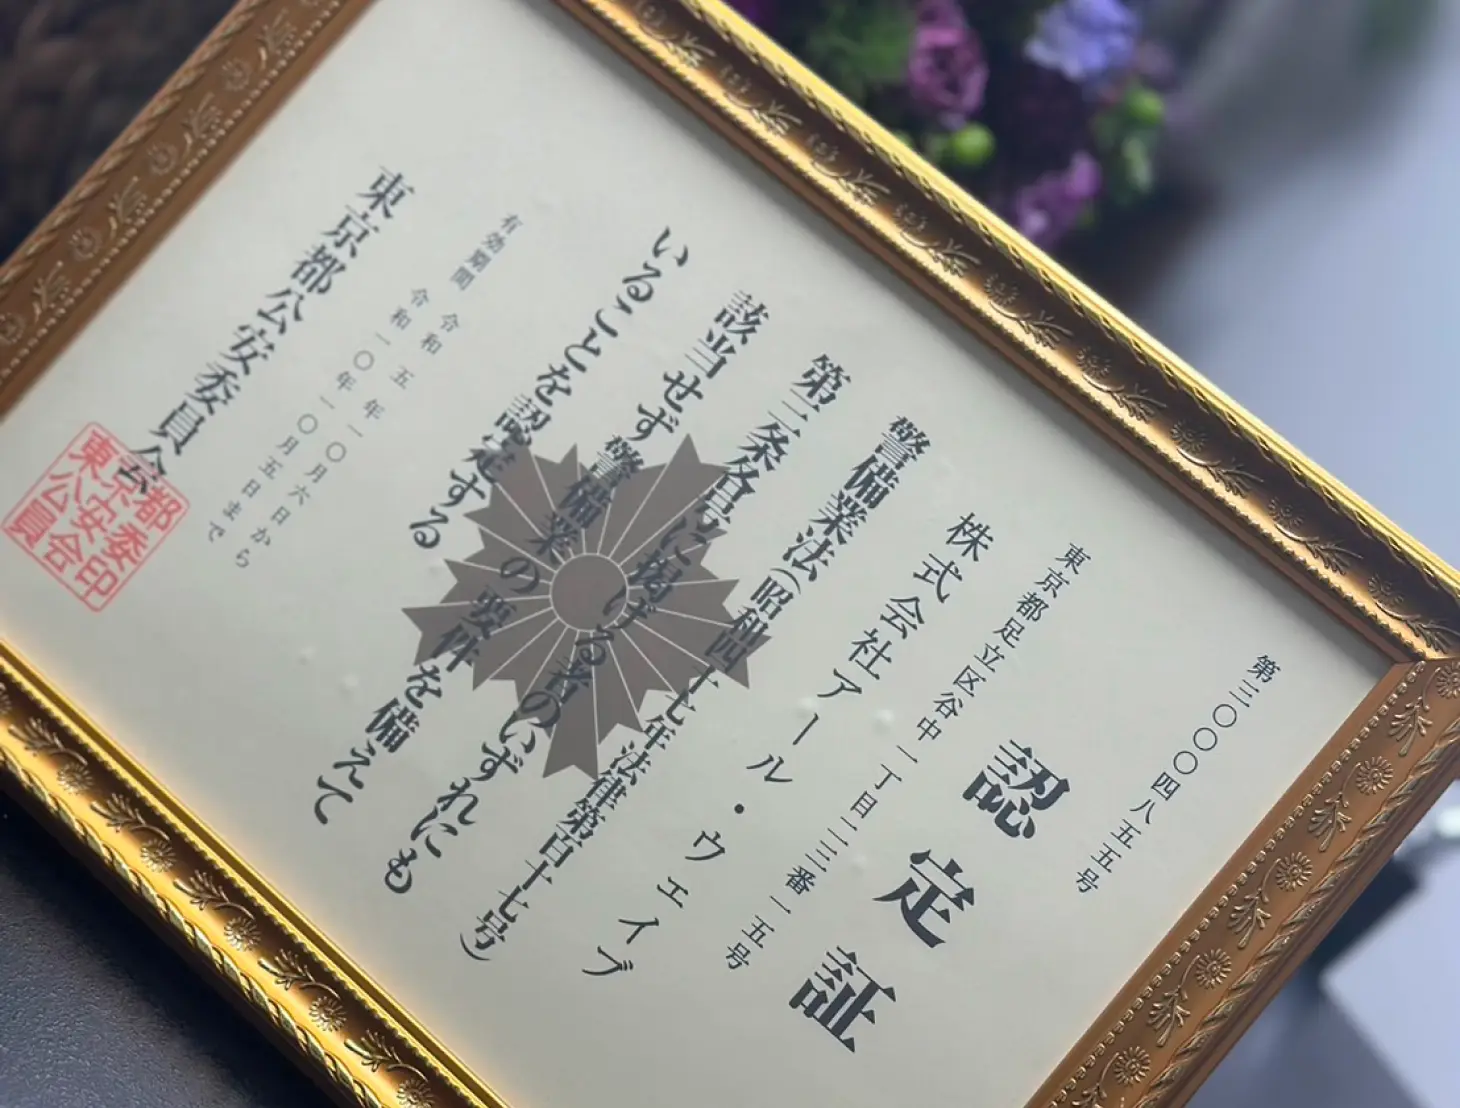 第三〇〇〇四八五五号
認定証
東京都足立区谷中一丁目二三番一五号
株式会社アール・ウェイブ
警備業法(昭和四十七年法律第百十七号)
第三条各号に掲げる者のいずれにも
該当せず警備業の要件を備えて
いることを認定する
有効期間 令和五年一〇月六日から
令和一〇年一〇月五日まで
東京都公安委員会
東京都
公安委
員会印